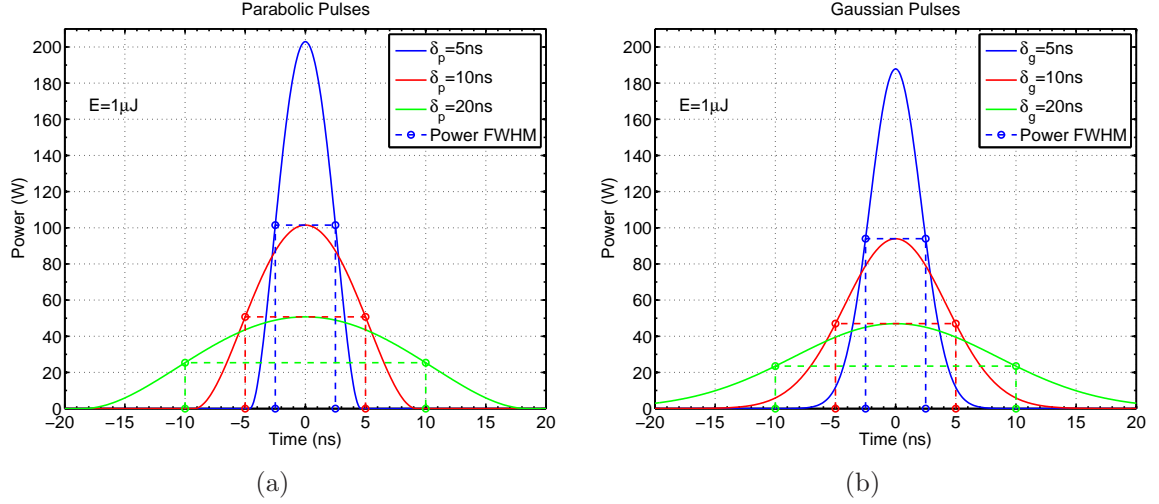 Parabolic Pulses
Power (W)
200
180
160
140
120
100
80
60
40
20
0
E=1μJ
δp=5ns
δp=10ns
δp=20ns
Power FWHM
−20 −15 −10 −5 0 5 10 15 20
Time (ns)
(a)
Gaussian Pulses
Power (W)
200
180
160
140
120
100
80
60
40
20
0
E=1μJ
δg=5ns
δg=10ns
δg=20ns
Power FWHM
−20 −15 −10 −5 0 5 10 15 20
Time (ns)
(b)